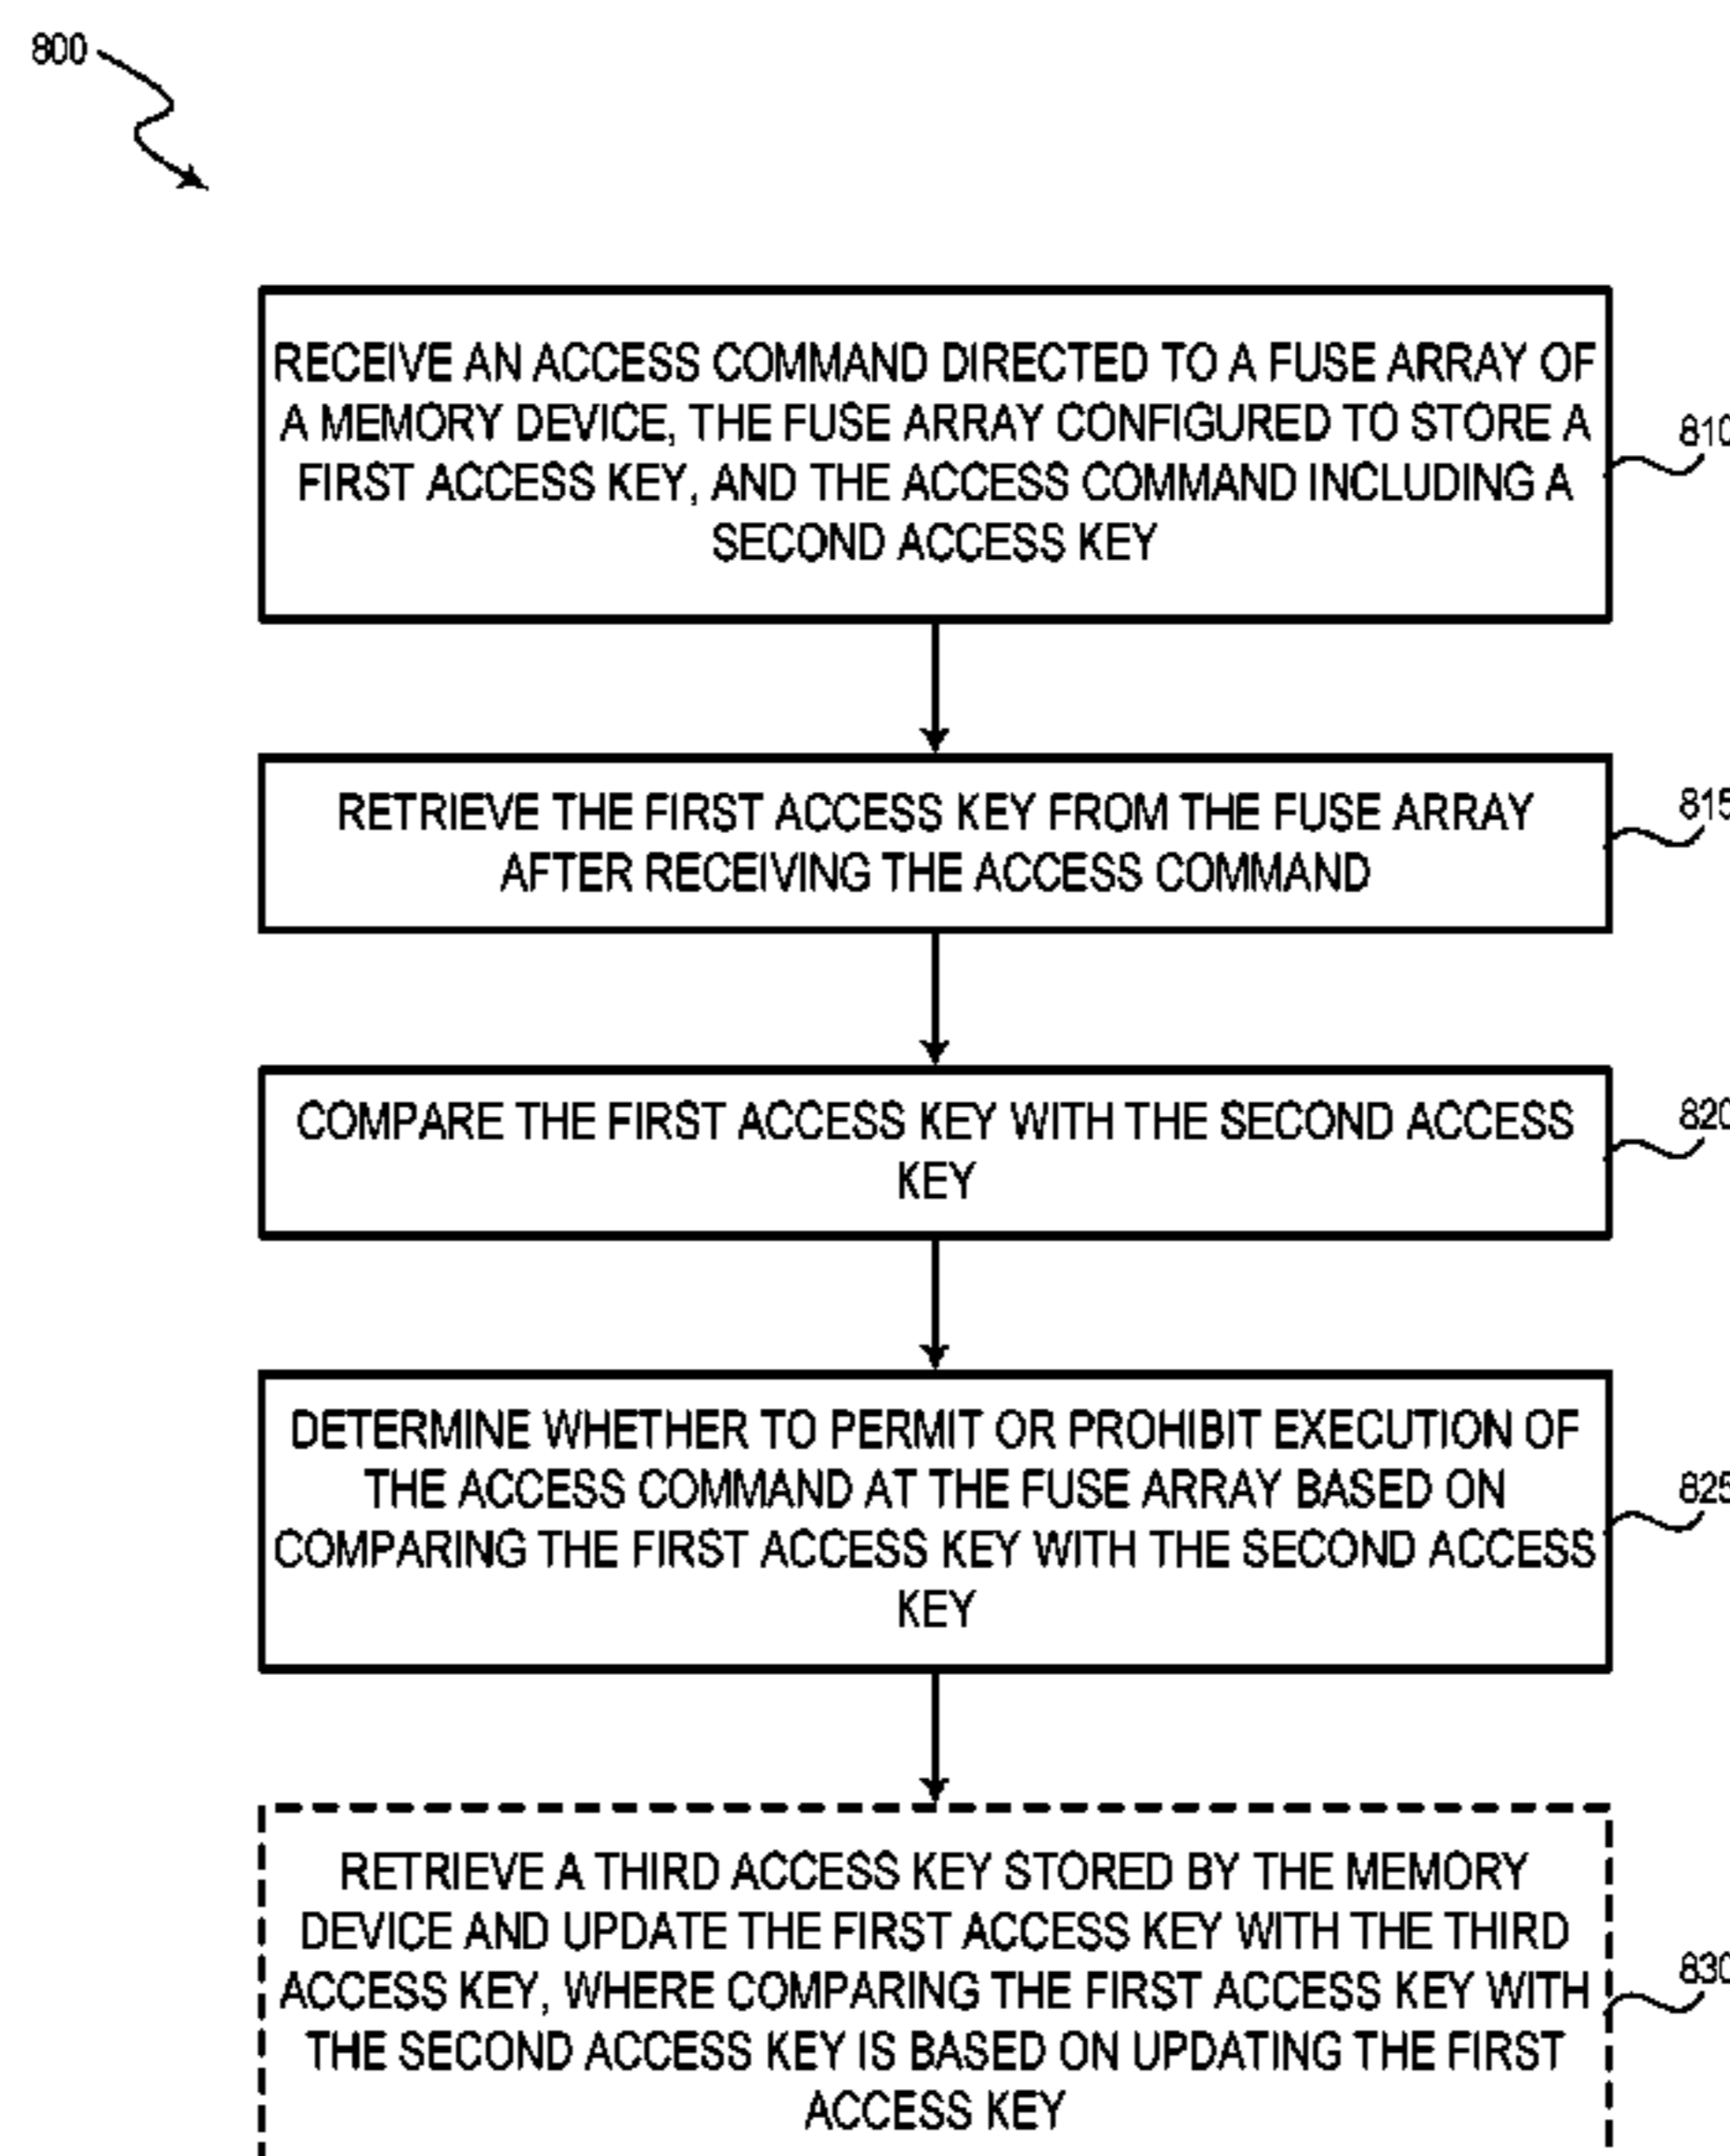 800
RECEIVE AN ACCESS COMMAND DIRECTED TO A FUSE ARRAY OF
A MEMORY DEVICE, THE FUSE ARRAY CONFIGURED TO STORE A
FIRST ACCESS KEY, AND THE ACCESS COMMAND INCLUDING A
SECOND ACCESS KEY
810
RETRIEVE THE FIRST ACCESS KEY FROM THE FUSE ARRAY
AFTER RECEIVING THE ACCESS COMMAND
815
COMPARE THE FIRST ACCESS KEY WITH THE SECOND ACCESS
KEY
820
DETERMINE WHETHER TO PERMIT OR PROHIBIT EXECUTION OF
THE ACCESS COMMAND AT THE FUSE ARRAY BASED ON
COMPARING THE FIRST ACCESS KEY WITH THE SECOND ACCESS
KEY
825
RETRIEVE A THIRD ACCESS KEY STORED BY THE MEMORY
DEVICE AND UPDATE THE FIRST ACCESS KEY WITH THE THIRD
ACCESS KEY, WHERE COMPARING THE FIRST ACCESS KEY WITH
THE SECOND ACCESS KEY IS BASED ON UPDATING THE FIRST
ACCESS KEY
830